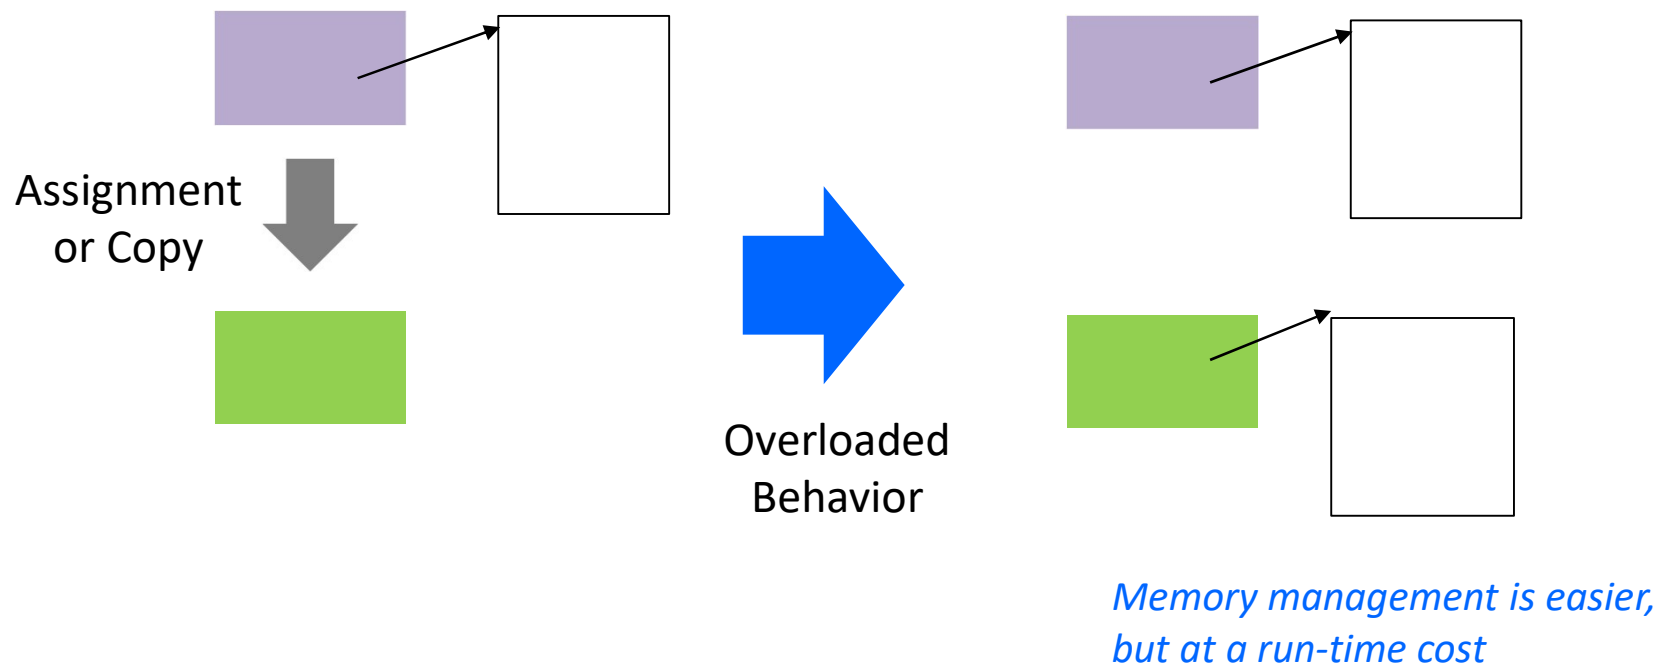 Assignment
or Copy
Overloaded
Behavior
Memory management is easier,
but at a run-time cost